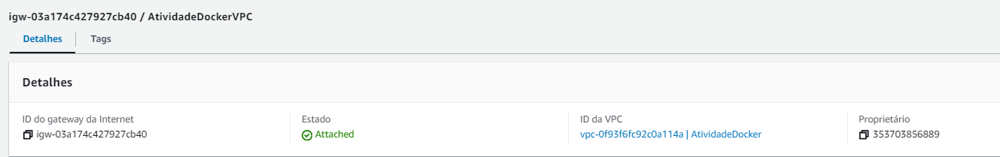 igw-03a174c427927cb40 / AtividadeDockerVPC
Detalhes Tags
Detalhes
ID do gateway da Internet Estado ID da VPC Proprietário
igw-03a174c427927cb40 Attached vpc-0f93f6fc92c0a114a | AtividadeDocker 353703856889